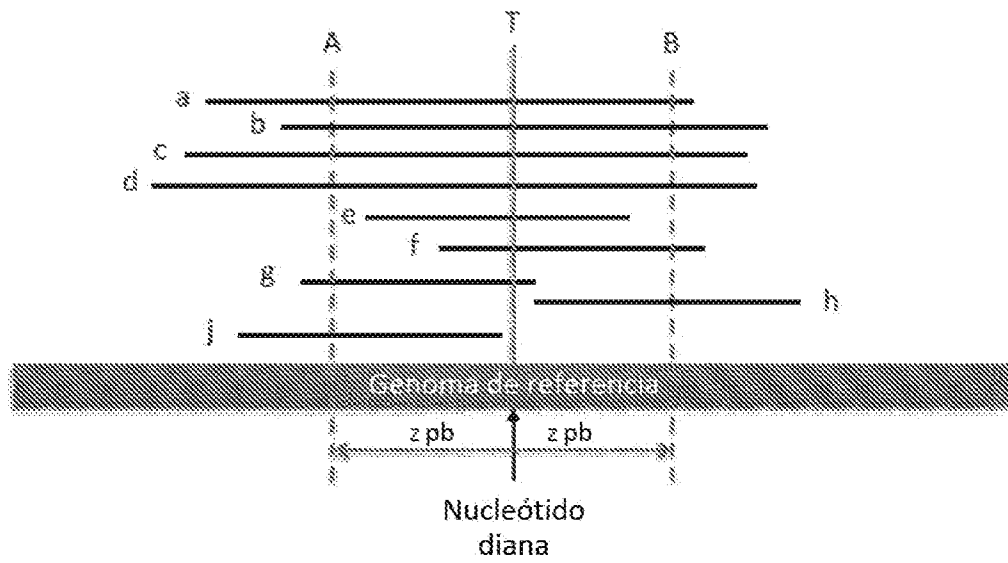 T
A
B
a
b
c
d
e
f
g
h
j
Genoma de referencia
z pb
z pb
Nucleótido
diana